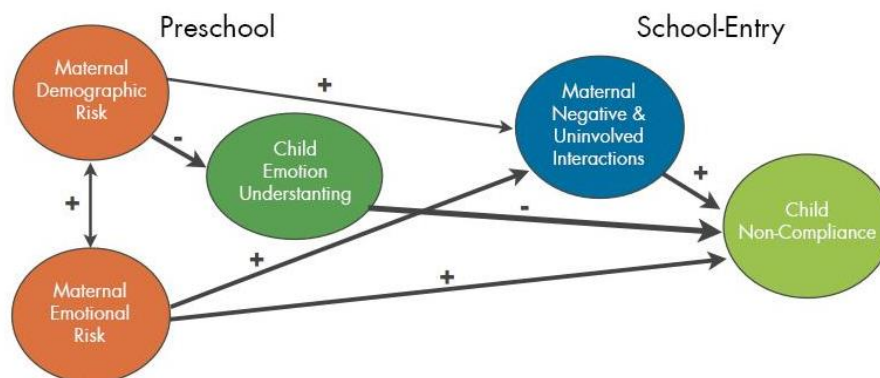 Preschool
School-Entry
Maternal
Demographic
Risk
+
Maternal
Negative &
Uninvolved
Interactions
-
Child
Emotion
Understanting
+
Child
Non-Compliance
+
-
+
+
Maternal
Emotional
Risk